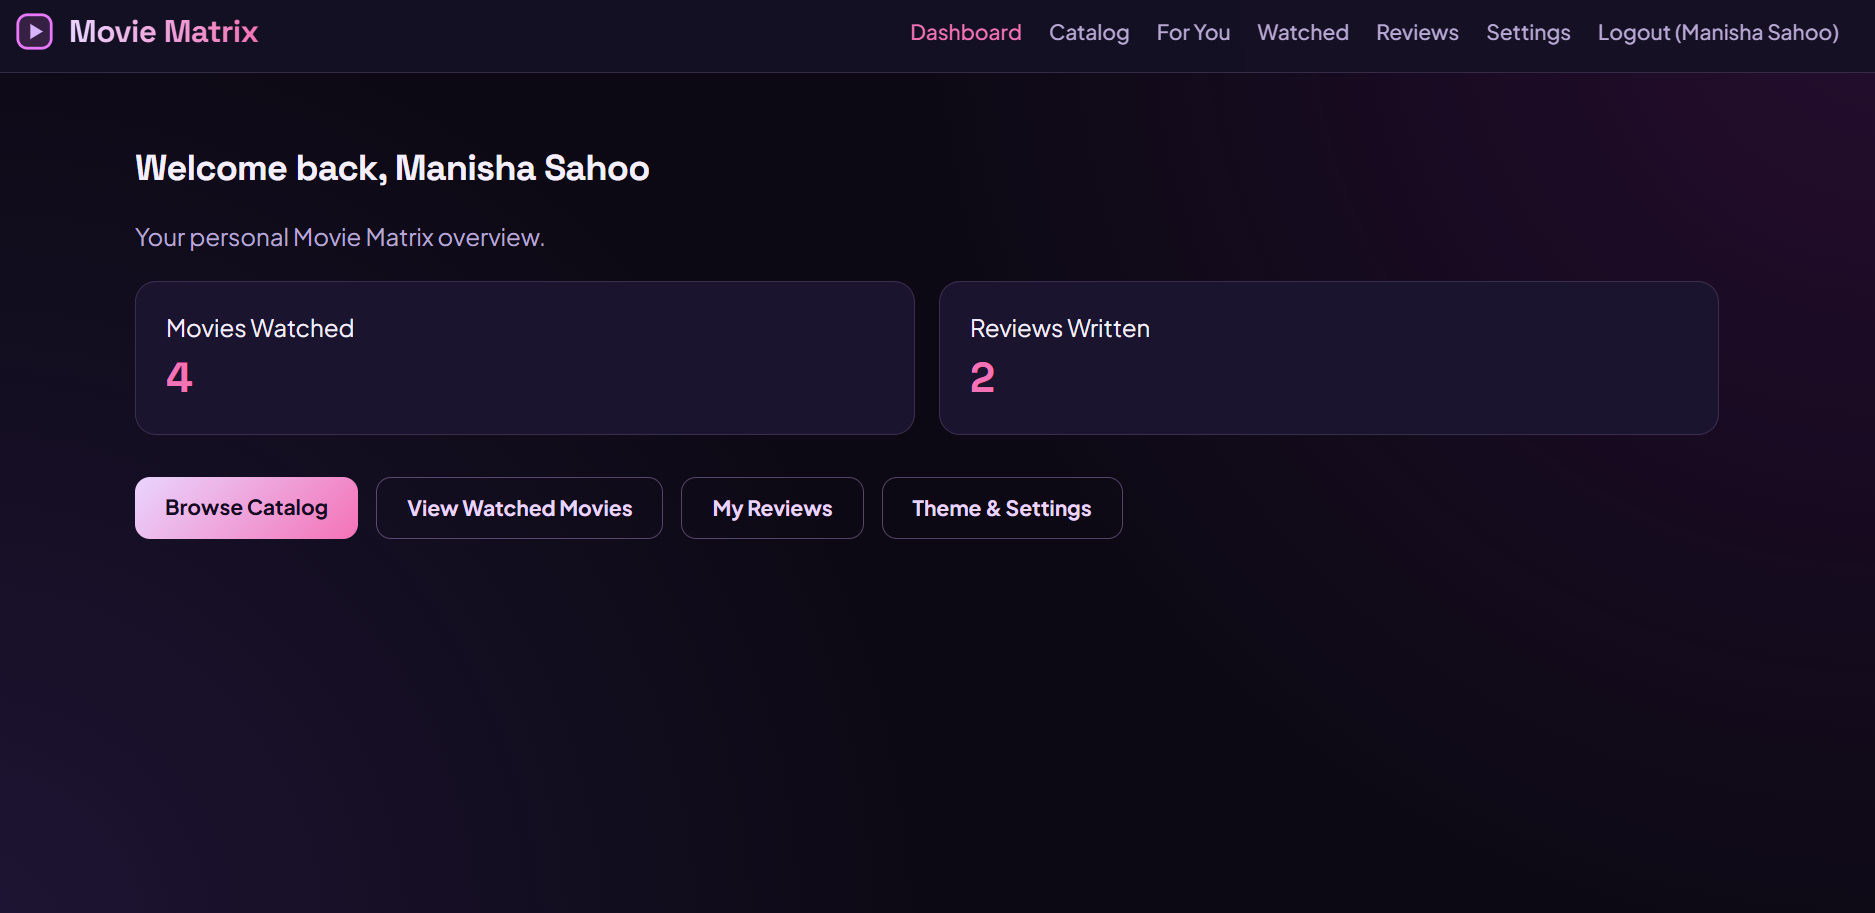 Movie Matrix
Dashboard Catalog For You Watched Reviews Settings Logout (Manisha Sahoo)
Welcome back, Manisha Sahoo
Your personal Movie Matrix overview.
Movies Watched
4
Reviews Written
2
Browse Catalog
View Watched Movies
My Reviews
Theme & Settings